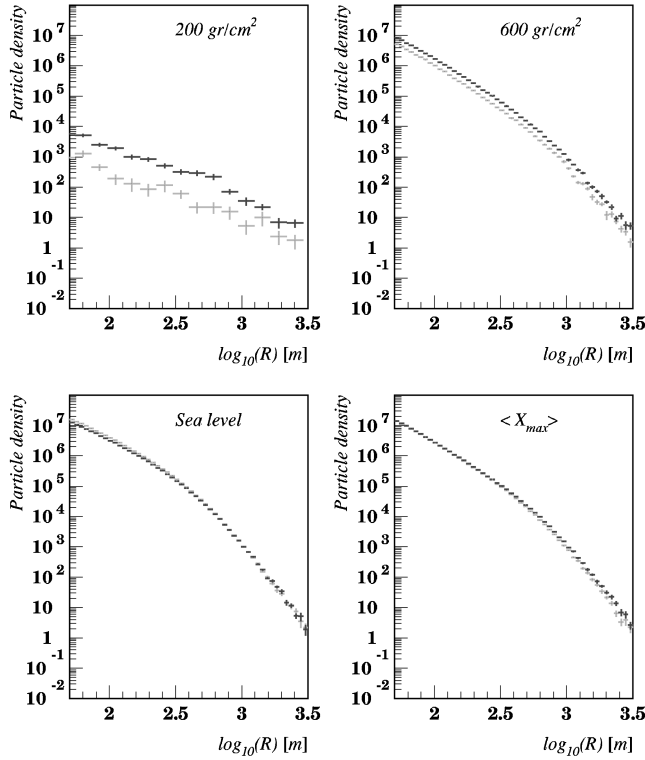 Particle density
200 gr/cm²
10⁷
10⁶
10⁵
10⁴
10³
10²
10
1
10⁻¹
10⁻²
2 2.5 3 3.5
log₁₀(R) [m]
Particle density
600 gr/cm²
10⁷
10⁶
10⁵
10⁴
10³
10²
10
1
10⁻¹
10⁻²
2 2.5 3 3.5
log₁₀(R) [m]
Particle density
Sea level
10⁷
10⁶
10⁵
10⁴
10³
10²
10
1
10⁻¹
10⁻²
2 2.5 3 3.5
log₁₀(R) [m]
Particle density
< Xₘₐₓ >
10⁷
10⁶
10⁵
10⁴
10³
10²
10
1
10⁻¹
10⁻²
2 2.5 3 3.5
log₁₀(R) [m]